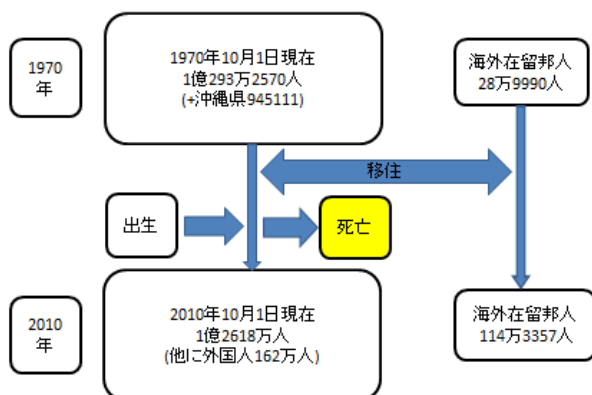 1970
年
1970年10月1日現在
1億293万2570人
(+沖縄県945111)
海外在留邦人
28万9990人
移住
出生
死亡
2010
年
2010年10月1日現在
1億2618万人
(他に外国人162万人)
海外在留邦人
114万3357人